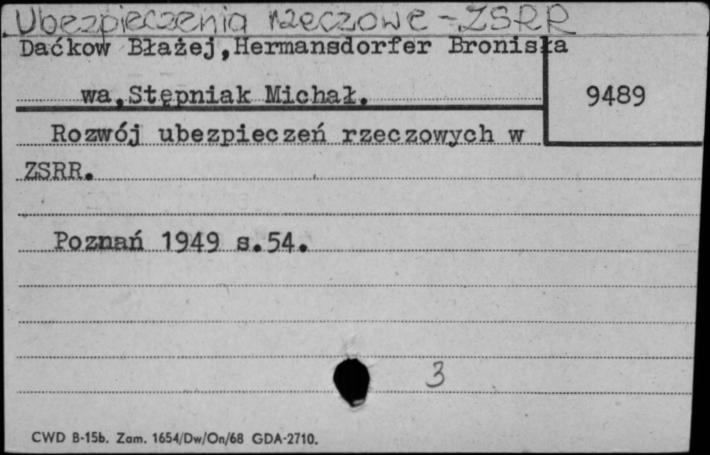 Ubezpieczenia rzeczowe - ZSRR
Daćkow Błażej,Hermansdorfer Bronisła
wa,Stępniak Michał.
9489
Rozwój ubezpieczeń rzeczowych w
ZSRR.
Poznań 1949 s.54.
3
CWD B-15b. Zam. 1654/Dw/On/68 GDA-2710.